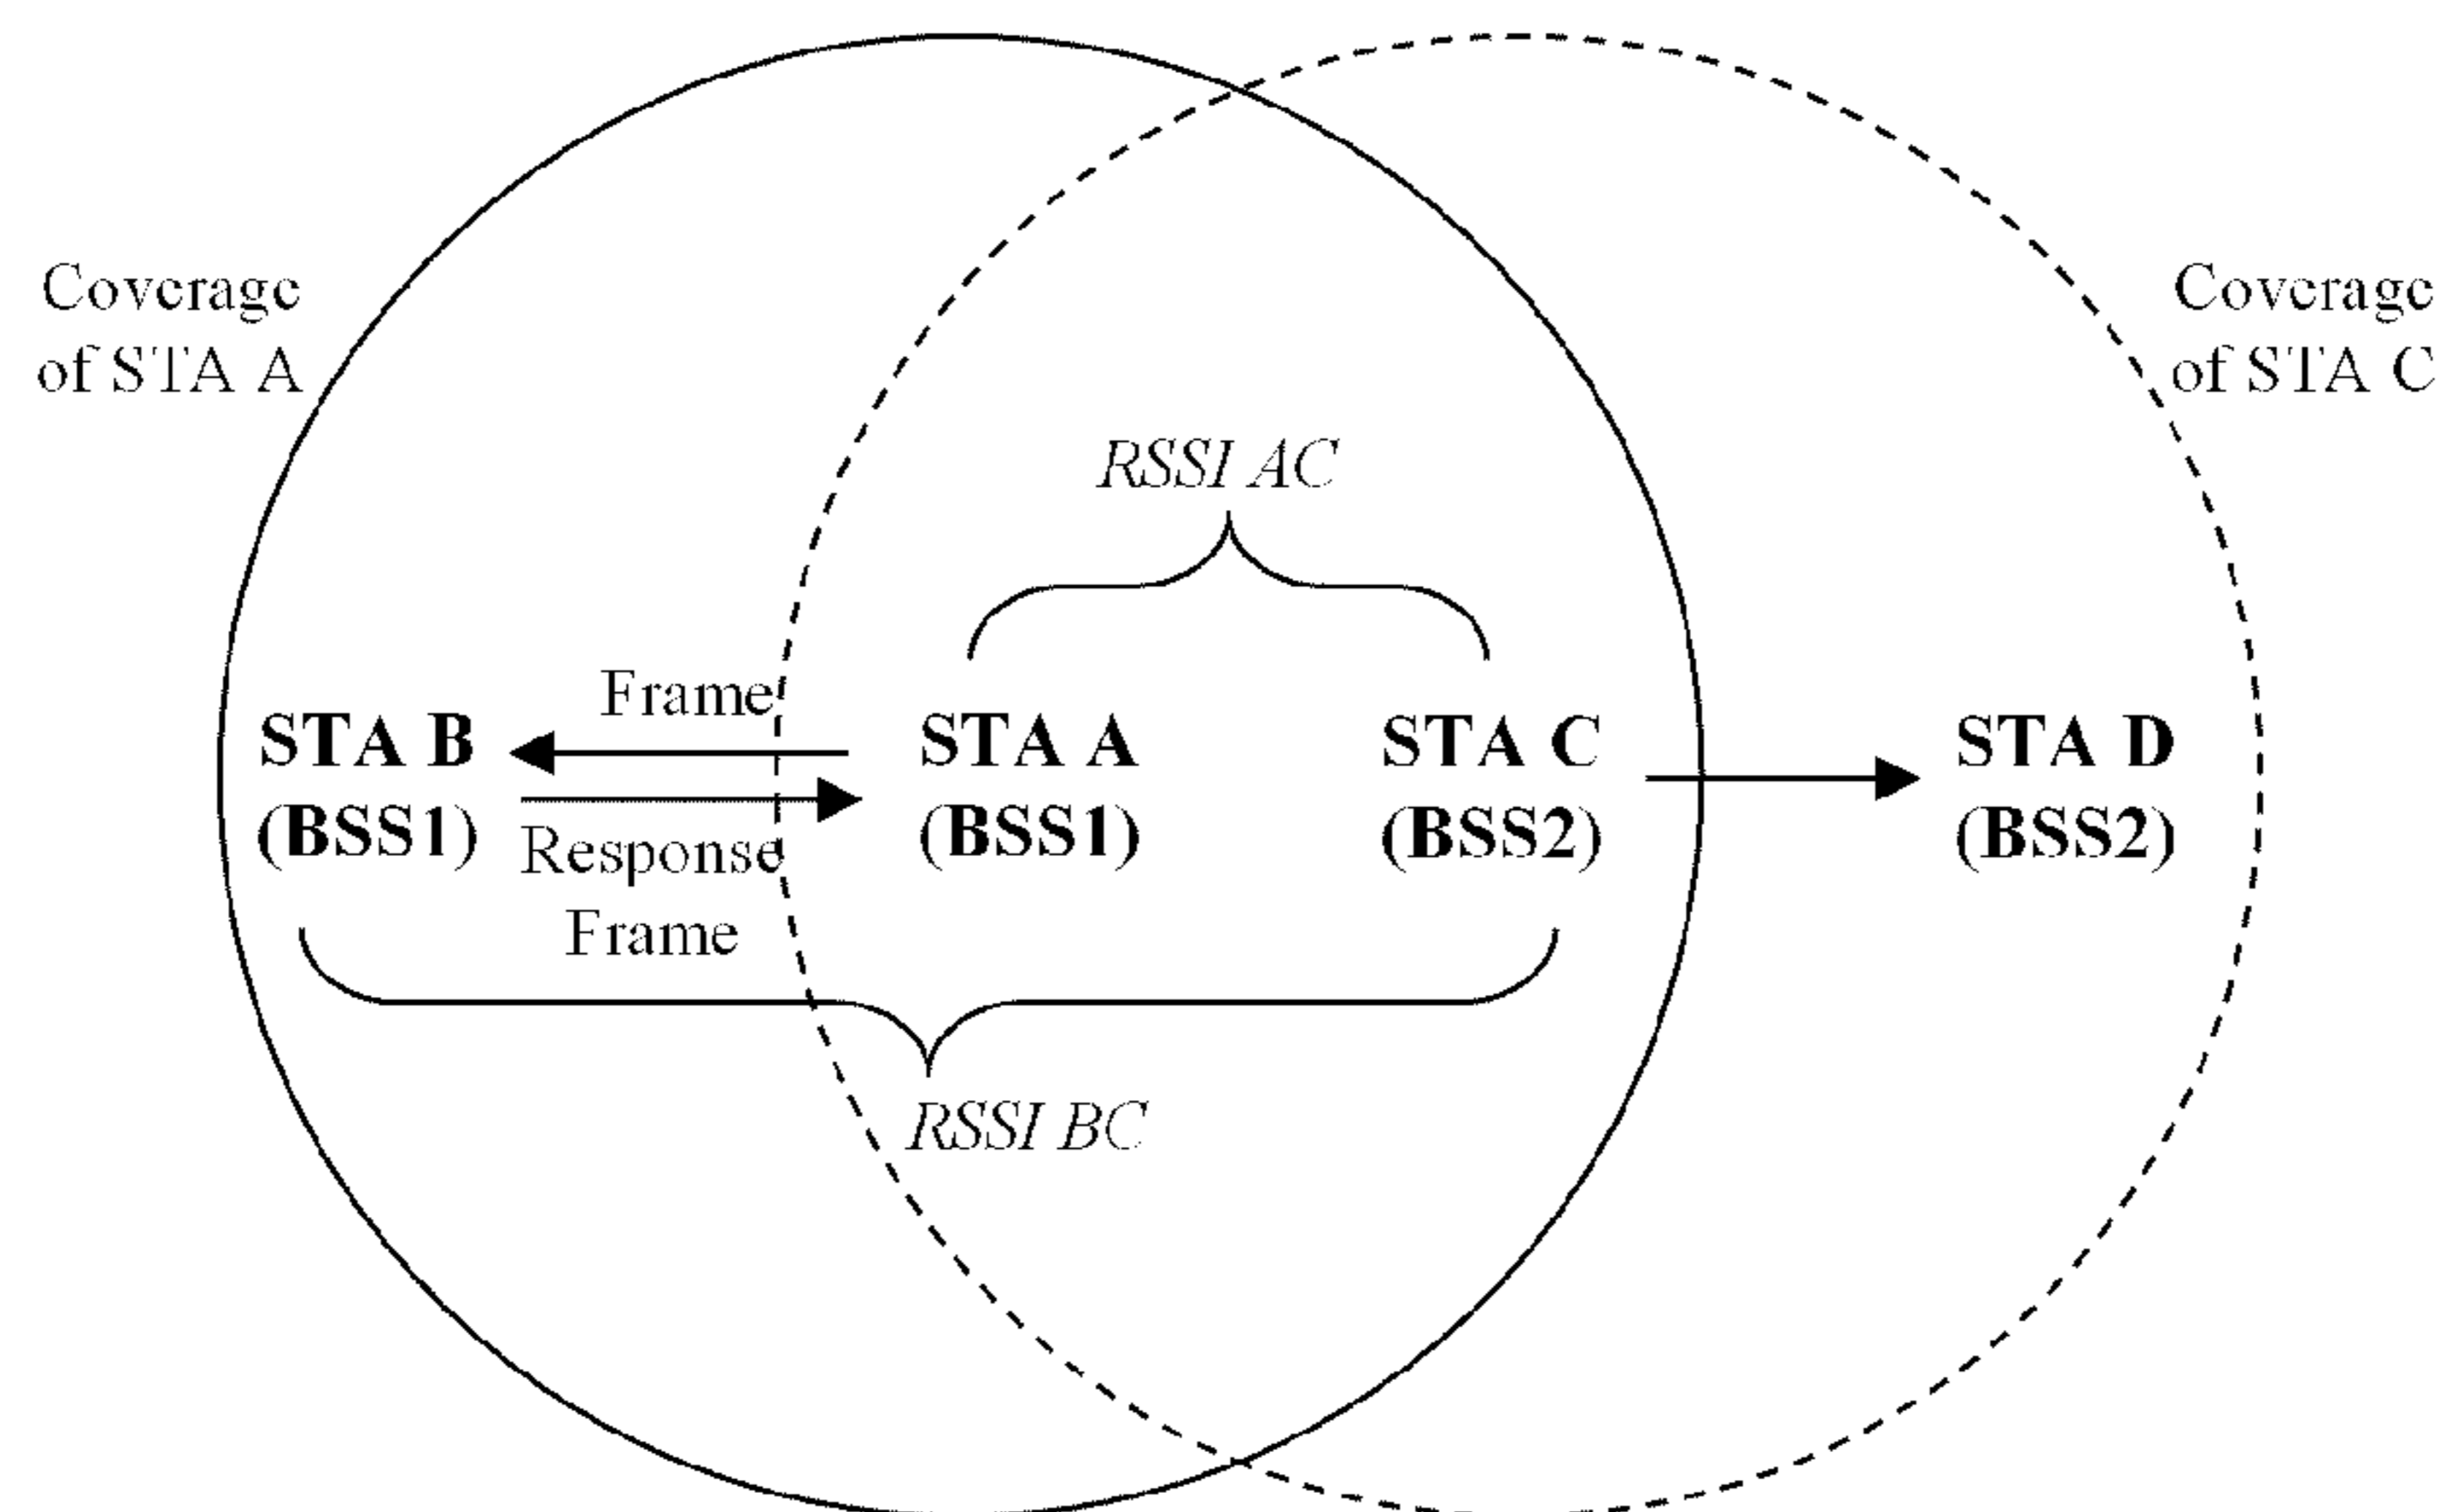 Coverage
of STA A
Coverage
of STA C
RSSI AC
Frame
STA B
(BSS1)
STA A
(BSS1)
STA C
(BSS2)
STA D
(BSS2)
Response
Frame
RSSI BC